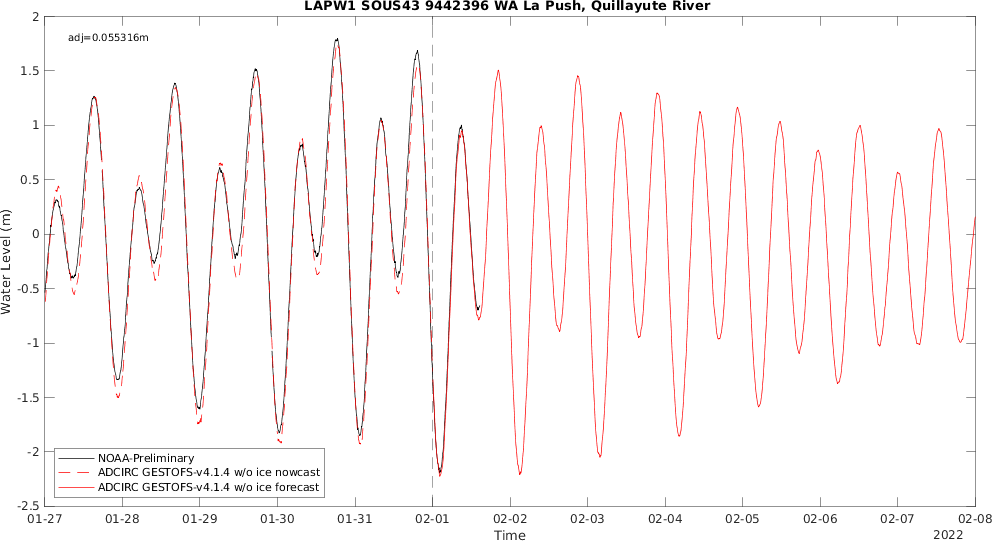 LAPW1 SOUS43 9442396 WA La Push, Quillayute River
adj=0.055316m
2
1.5
1
0.5
0
-0.5
-1
-1.5
-2
-2.5
Water Level (m)
NOAA-Preliminary
ADCIRC GESTOFS-v4.1.4 w/o ice nowcast
ADCIRC GESTOFS-v4.1.4 w/o ice forecast
01-27 01-28 01-29 01-30 01-31 02-01 02-02 02-03 02-04 02-05 02-06 02-07 02-08
Time
2022